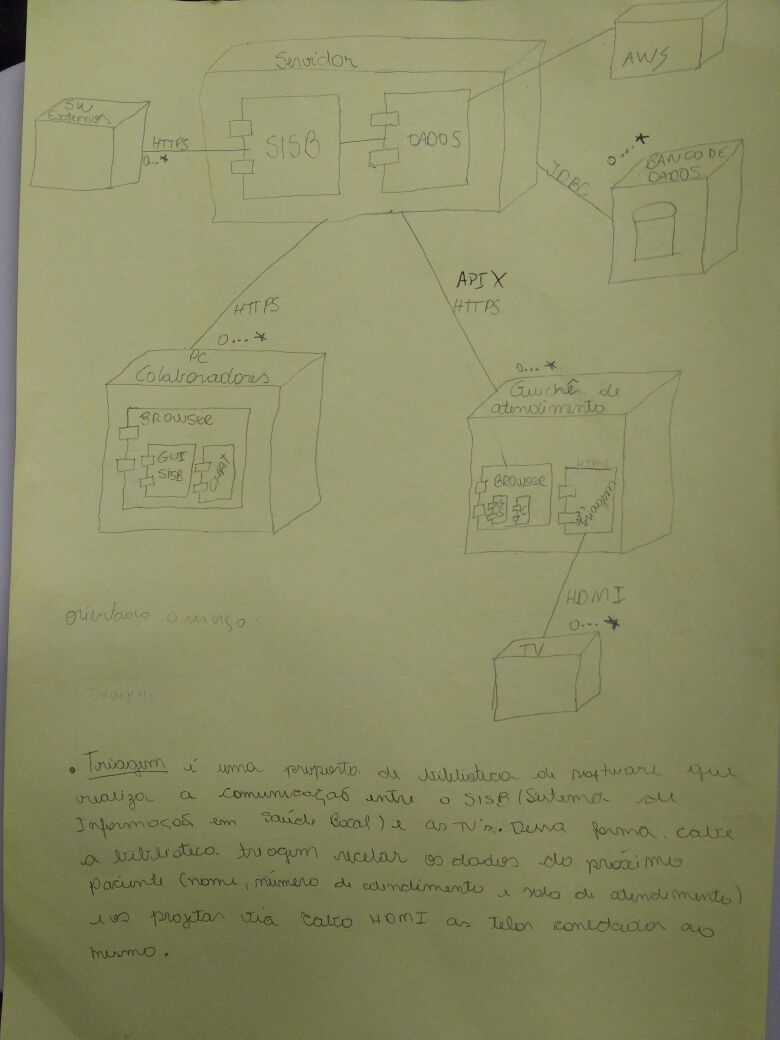 Servidor
AWS
SW
Externos
HTTPS
0...*
SISB
DADOS
JDBC
0...*
BANCO DE
DADOS
HTTPS
0...*
API X
HTTPS
0...*
PC
Colaboradores
BROWSER
GUI
SISB
CHAT
Guichê de
atendimento
BROWSER
HTML
HDMI
0...*
TV
orientado a serviço.
Triagem
• Triagem é uma proposta de biblioteca de software que
realiza a comunicação entre o SISB (Sistema de
Informação em Saúde Bucal) e as TV's. Dessa forma, cabe
a biblioteca triagem receber os dados do próximo
paciente (nome, número de atendimento e sala de atendimento)
e os projetar via cabo HDMI as telas conectadas ao
mesmo.